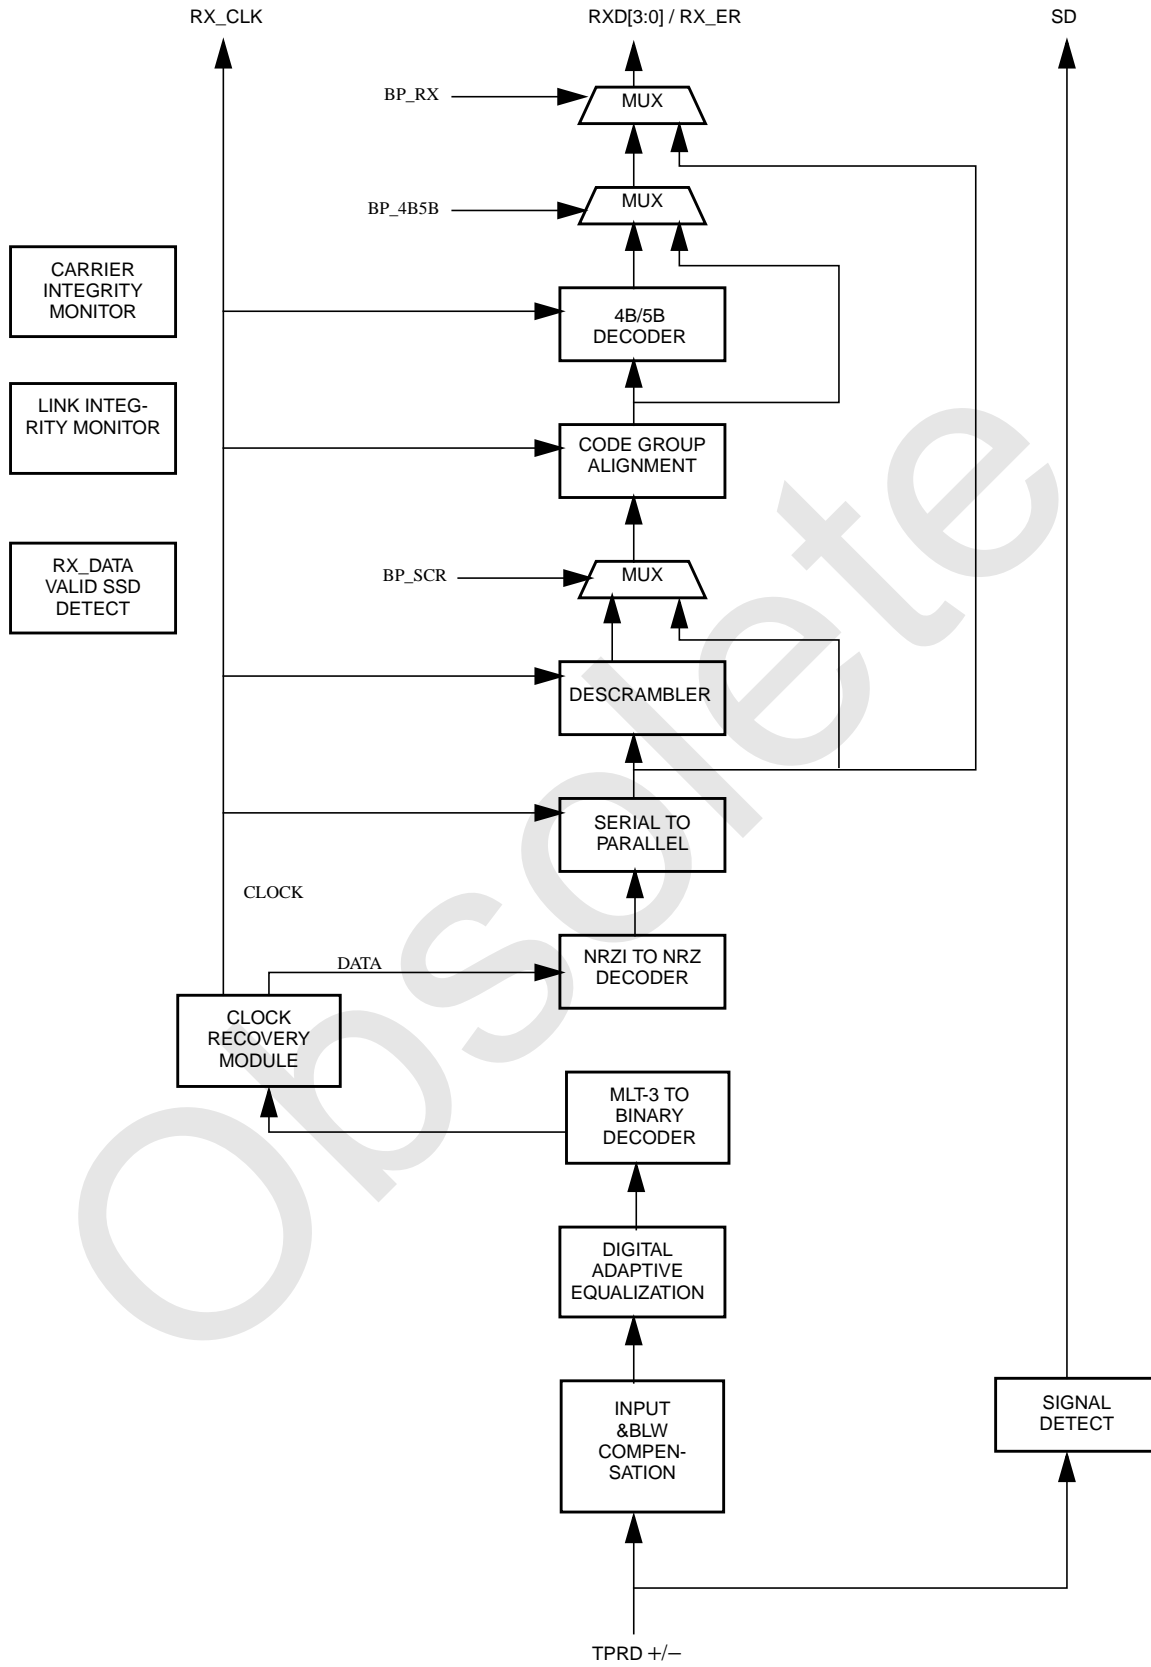 RX_CLK
RXD[3:0] / RX_ER
SD
BP_RX
MUX
BP_4B5B
MUX
CARRIER
INTEGRITY
MONITOR
4B/5B
DECODER
LINK INTEG-
RITY MONITOR
CODE GROUP
ALIGNMENT
RX_DATA
VALID SSD
DETECT
BP_SCR
MUX
DESCRAMBLER
SERIAL TO
PARALLEL
CLOCK
DATA
NRZI TO NRZ
DECODER
CLOCK
RECOVERY
MODULE
MLT-3 TO
BINARY
DECODER
DIGITAL
ADAPTIVE
EQUALIZATION
INPUT
&BLW
COMPEN-
SATION
SIGNAL
DETECT
TPRD +/−
Obsolete